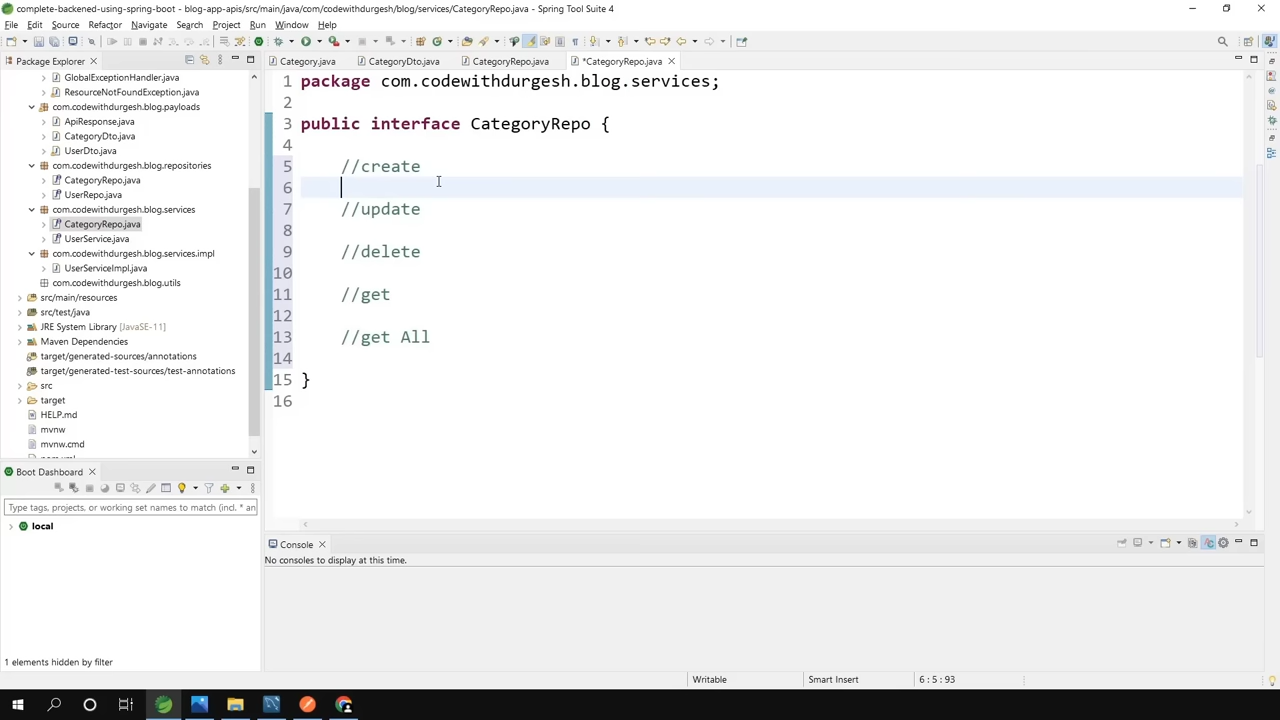 complete-backened-using-spring-boot - blog-app-apis/src/main/java/com/codewithdurgesh/blog/services/CategoryRepo.java - Spring Tool Suite 4
File Edit Source Refactor Navigate Search Project Run Window Help
Package Explorer
Category.java CategoryDto.java CategoryRepo.java *CategoryRepo.java
GlobalExceptionHandler.java
ResourceNotFoundException.java
com.codewithdurgesh.blog.payloads
ApiResponse.java
CategoryDto.java
UserDto.java
com.codewithdurgesh.blog.repositories
CategoryRepo.java
UserRepo.java
com.codewithdurgesh.blog.services
CategoryRepo.java
UserService.java
com.codewithdurgesh.blog.services.impl
UserServiceImpl.java
com.codewithdurgesh.blog.utils
src/main/resources
src/test/java
JRE System Library [JavaSE-11]
Maven Dependencies
target/generated-sources/annotations
target/generated-test-sources/test-annotations
src
target
HELP.md
mvnw
mvnw.cmd
1 package com.codewithdurgesh.blog.services;
2
3 public interface CategoryRepo {
4
5 //create
6
7 //update
8
9 //delete
10
11 //get
12
13 //get All
14
15 }
16
Boot Dashboard
Type tags, projects, or working set names to match (incl. * an
local
1 elements hidden by filter
Console
No consoles to display at this time.
Writable Smart Insert 6 : 5 : 93